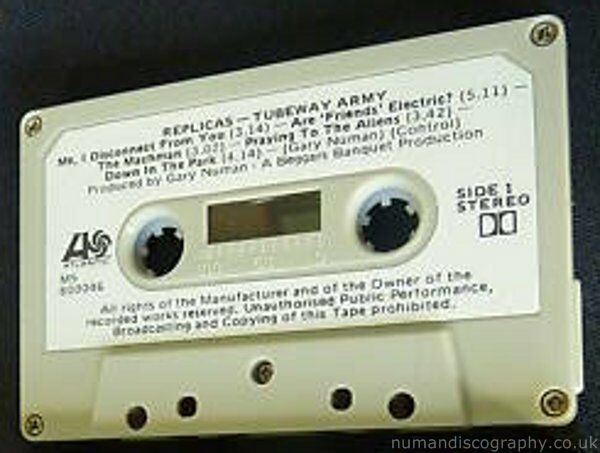 REPLICAS — TUBEWAY ARMY
Me, I Disconnect From You (3.14) — Are 'Friends' Electric? (5.11) —
The Machman (3.07) — Praying To The Aliens (3.42) —
Down In The Park (4.14) — (Gary Numan) (Control)
Produced by Gary Numan - A Beggars Banquet Production
SIDE 1
STEREO
ATLANTIC
M5
All rights of the Manufacturer and of the Owner of the
recorded works reserved. Unauthorised Public Performance,
Broadcasting and Copying of this Tape prohibited.
numandiscography.co.uk